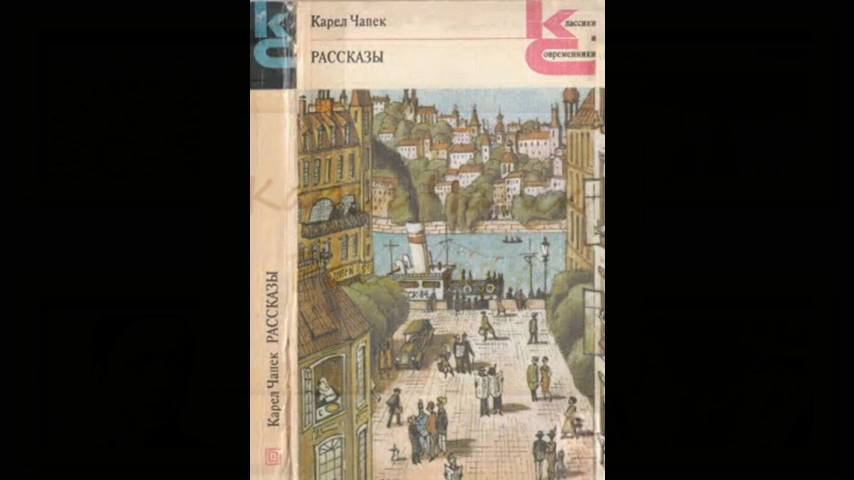 Карел Чапек
РАССКАЗЫ
Классики
и
Современники
Карел Чапек РАССКАЗЫ